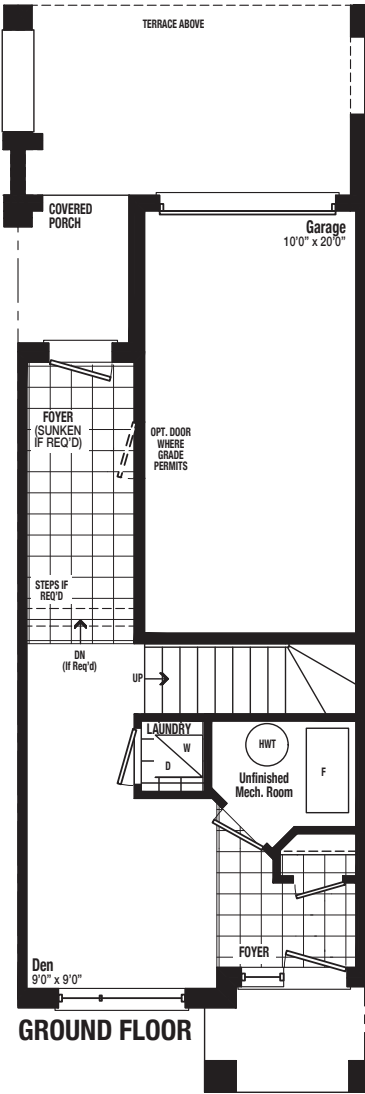 TERRACE ABOVE
COVERED
PORCH
Garage
10'0" x 20'0"
FOYER
(SUNKEN
IF REQ'D)
OPT. DOOR
WHERE
GRADE
PERMITS
STEPS IF
REQ'D
DN
(If Req'd)
UP
LAUNDRY
W
D
HWT
F
Unfinished
Mech. Room
FOYER
Den
9'0" x 9'0"
GROUND FLOOR